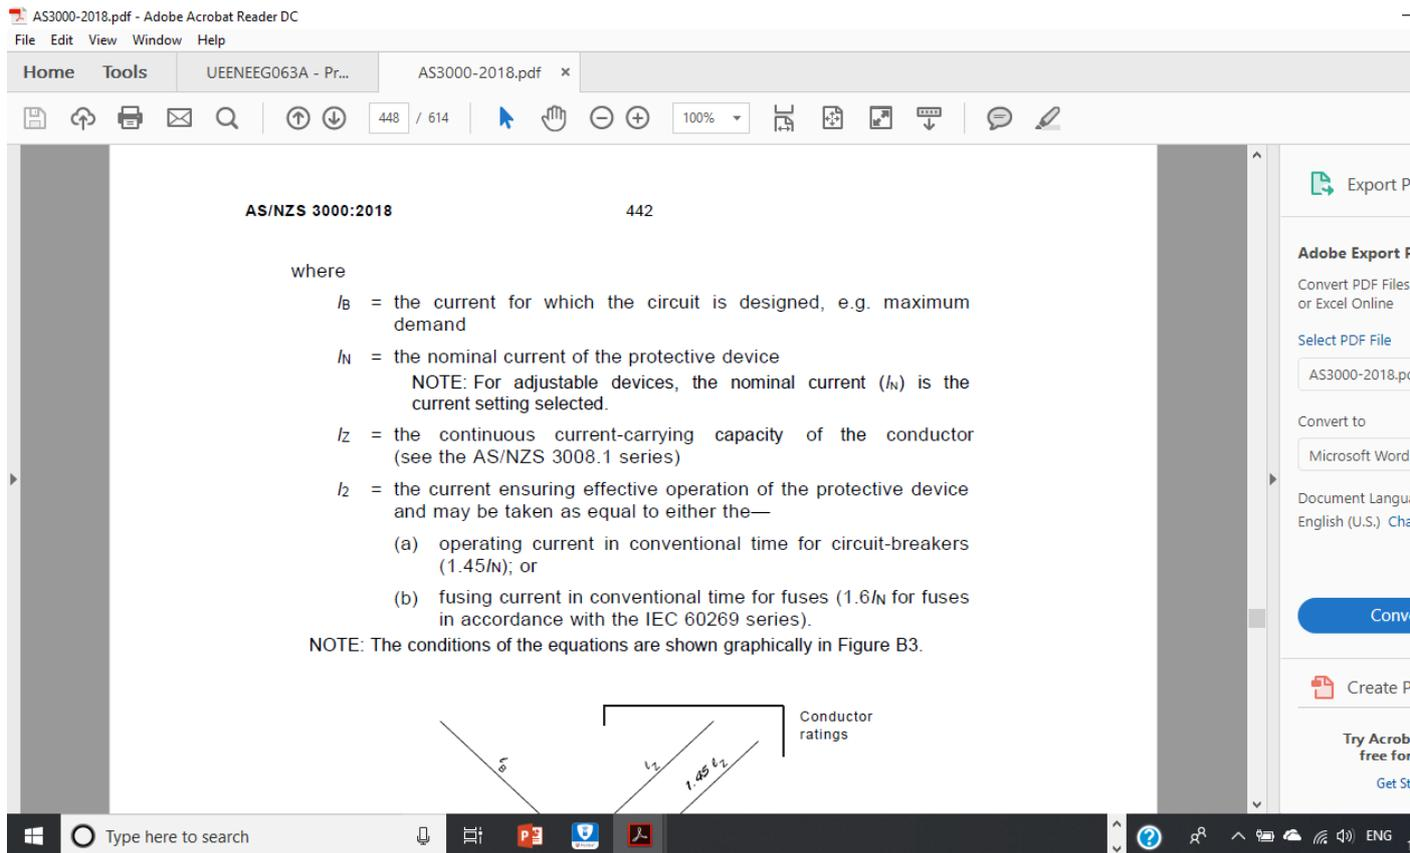 AS3000-2018.pdf - Adobe Acrobat Reader DC
File Edit View Window Help
Home Tools UEENEEG063A - Pr... AS3000-2018.pdf ×
448 / 614 100%
AS/NZS 3000:2018 442
where
IB = the current for which the circuit is designed, e.g. maximum
demand
IN = the nominal current of the protective device
NOTE: For adjustable devices, the nominal current (IN) is the
current setting selected.
IZ = the continuous current-carrying capacity of the conductor
(see the AS/NZS 3008.1 series)
I2 = the current ensuring effective operation of the protective device
and may be taken as equal to either the—
(a) operating current in conventional time for circuit-breakers
(1.45IN); or
(b) fusing current in conventional time for fuses (1.6IN for fuses
in accordance with the IEC 60269 series).
NOTE: The conditions of the equations are shown graphically in Figure B3.
Conductor
ratings
IB
IZ
1.45 IZ
Export P
Adobe Export P
Convert PDF Files
or Excel Online
Select PDF File
AS3000-2018.pd
Convert to
Microsoft Word
Document Langua
English (U.S.) Cha
Conve
Create P
Try Acrob
free for
Get St
Type here to search
ENG